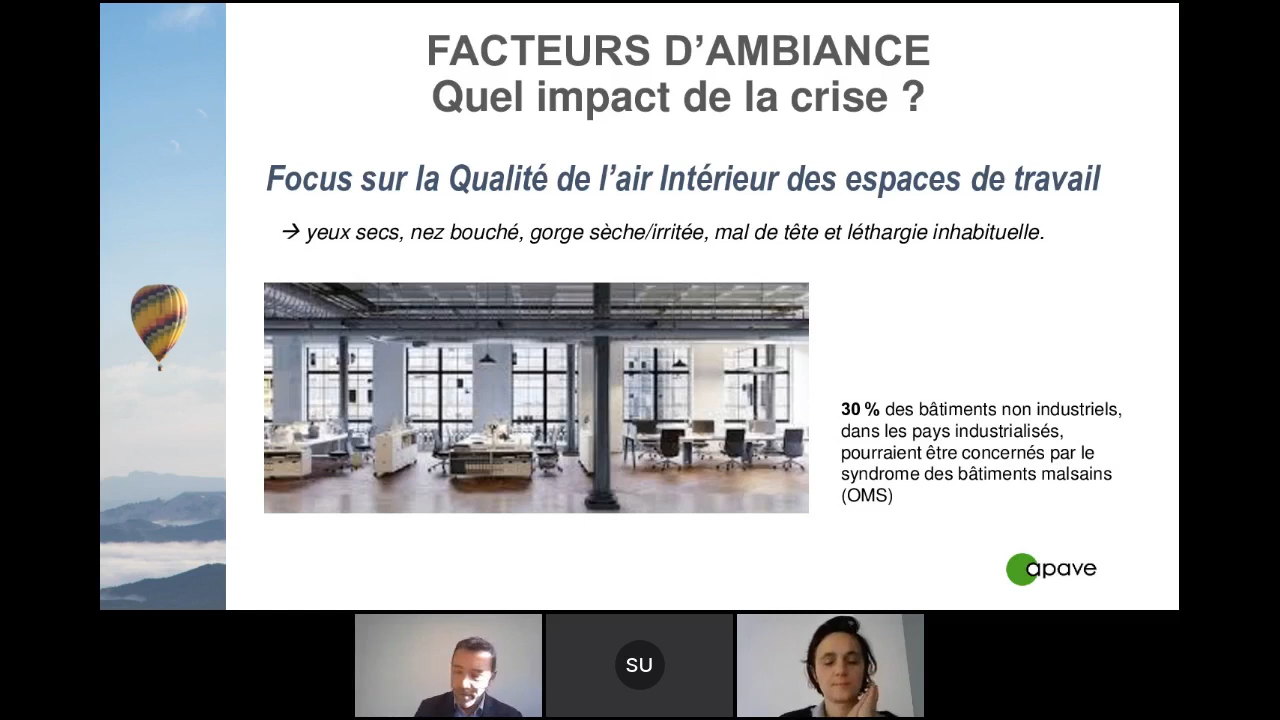 FACTEURS D’AMBIANCE
Quel impact de la crise ?
Focus sur la Qualité de l’air Intérieur des espaces de travail
→ yeux secs, nez bouché, gorge sèche/irritée, mal de tête et léthargie inhabituelle.
30 % des bâtiments non industriels,
dans les pays industrialisés,
pourraient être concernés par le
syndrome des bâtiments malsains
(OMS)
apave
SU